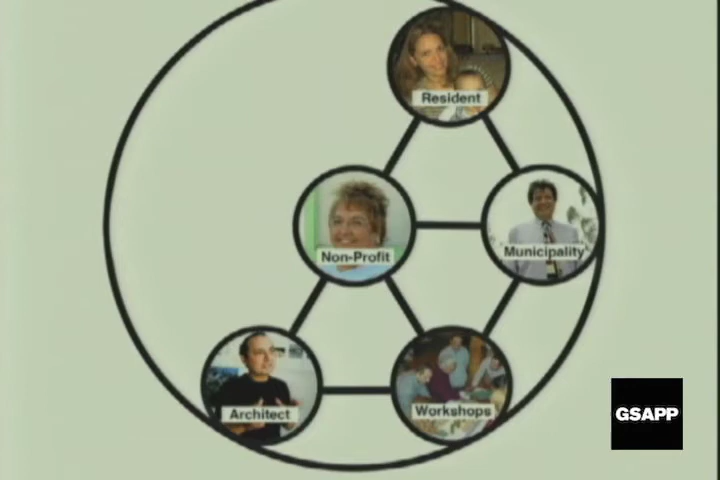 Resident
Non-Profit
Municipality
Architect
Workshops
GSAPP